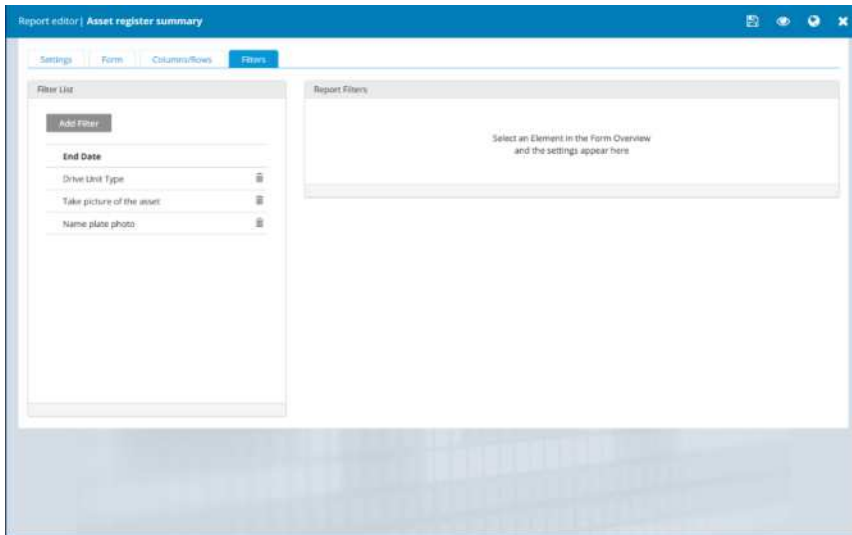 Report editor| Asset register summary
Settings
Form
Columns/Rows
Filters
Filter List
Add Filter
End Date
Drive Unit Type
Take picture of the asset
Name plate photo
Report Filters
Select an Element in the Form Overview
and the settings appear here